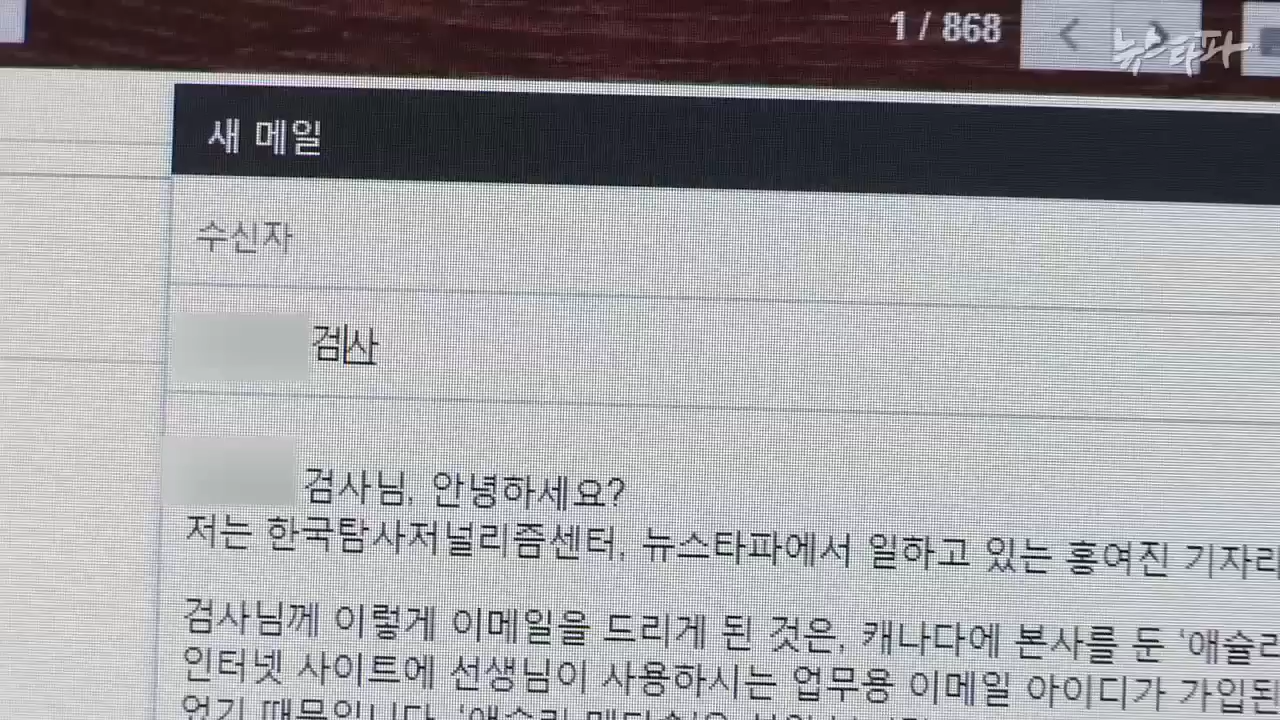 1 / 868
뉴스타파
새 메일
수신자
검사
검사님, 안녕하세요?
저는 한국탐사저널리즘센터, 뉴스타파에서 일하고 있는 홍여진 기자라
검사님께 이렇게 이메일을 드리게 된 것은, 캐나다에 본사를 둔 '애슐리
인터넷 사이트에 선생님이 사용하시는 업무용 이메일 아이디가 가입된